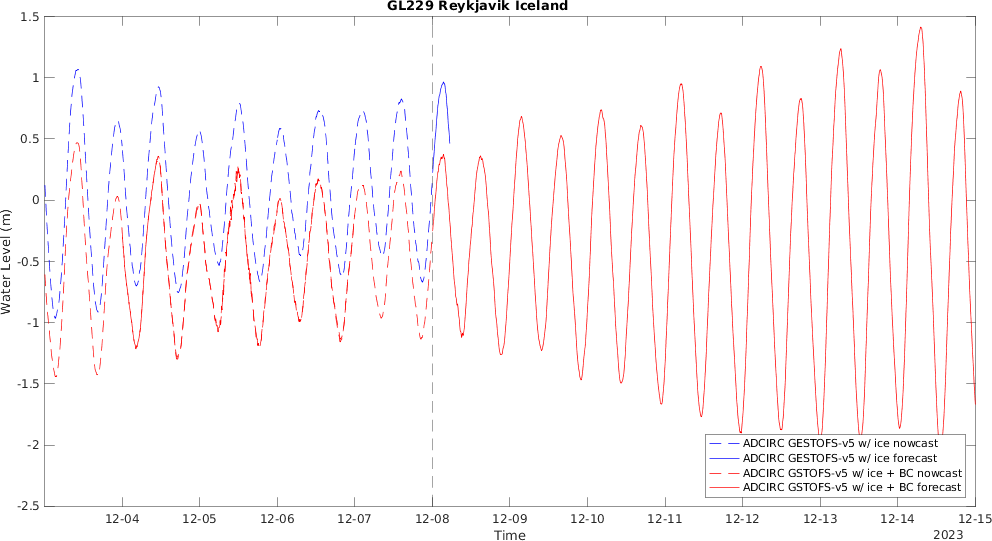 GL229 Reykjavik Iceland
1.5
1
0.5
0
-0.5
-1
-1.5
-2
-2.5
Water Level (m)
ADCIRC GESTOFS-v5 w/ ice nowcast
ADCIRC GESTOFS-v5 w/ ice forecast
ADCIRC GSTOFS-v5 w/ ice + BC nowcast
ADCIRC GSTOFS-v5 w/ ice + BC forecast
12-04 12-05 12-06 12-07 12-08 12-09 12-10 12-11 12-12 12-13 12-14 12-15
Time
2023